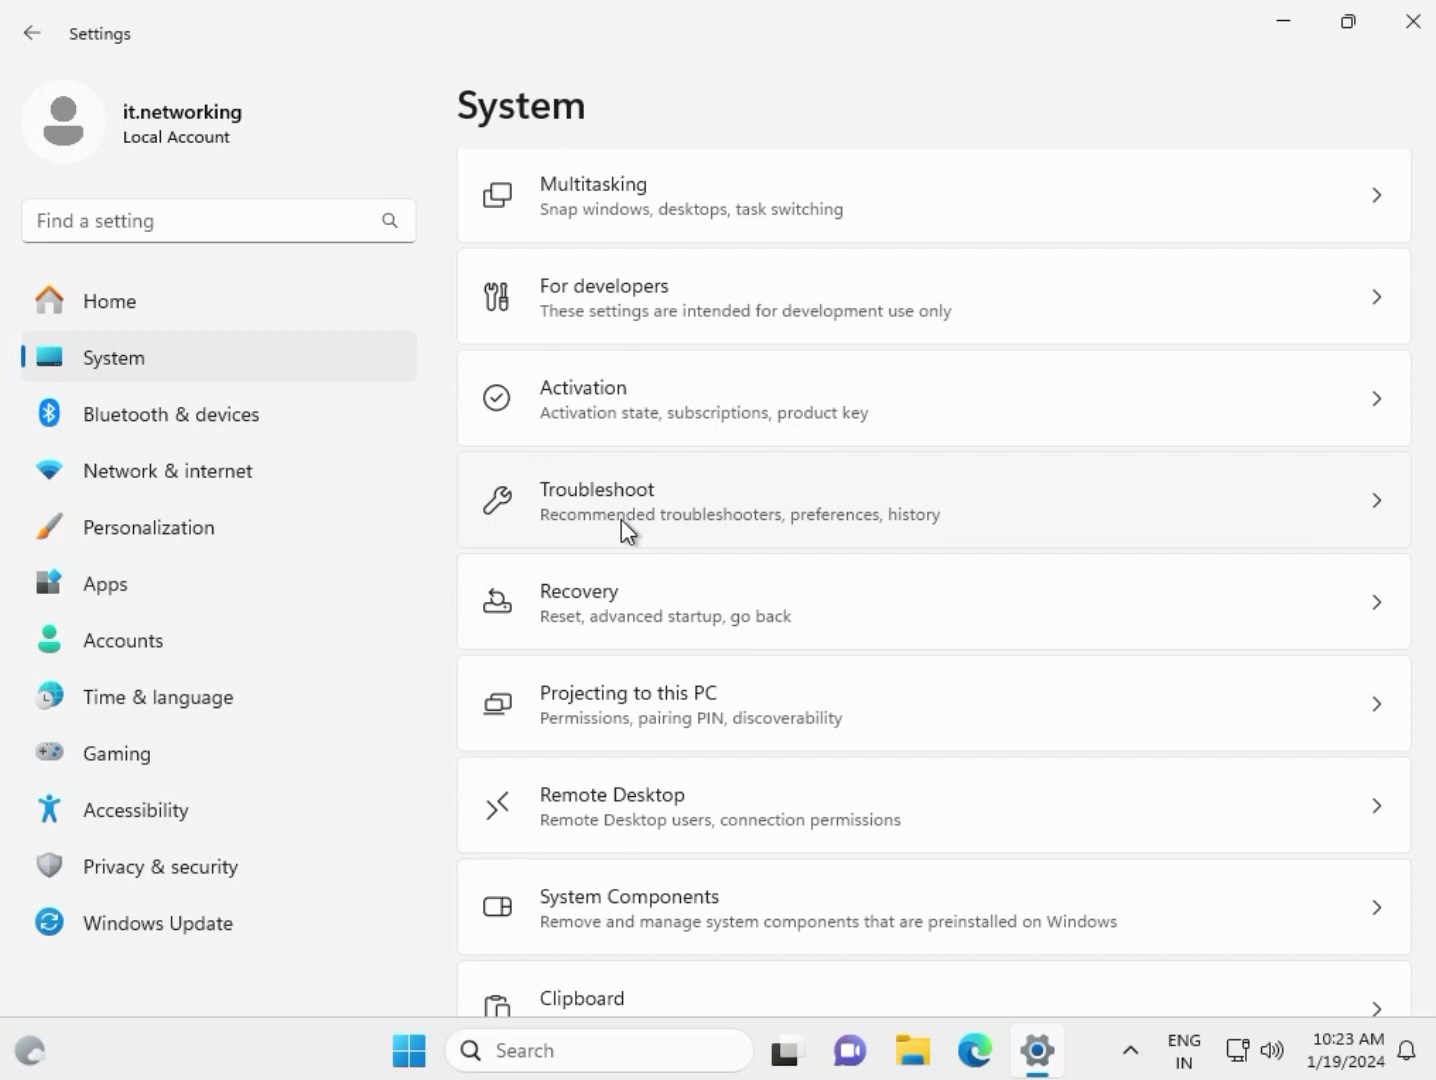 Settings
it.networking
Local Account
Find a setting
Home
System
Bluetooth & devices
Network & internet
Personalization
Apps
Accounts
Time & language
Gaming
Accessibility
Privacy & security
Windows Update
System
Multitasking
Snap windows, desktops, task switching
For developers
These settings are intended for development use only
Activation
Activation state, subscriptions, product key
Troubleshoot
Recommended troubleshooters, preferences, history
Recovery
Reset, advanced startup, go back
Projecting to this PC
Permissions, pairing PIN, discoverability
Remote Desktop
Remote Desktop users, connection permissions
System Components
Remove and manage system components that are preinstalled on Windows
Clipboard
Search
ENG
IN
10:23 AM
1/19/2024